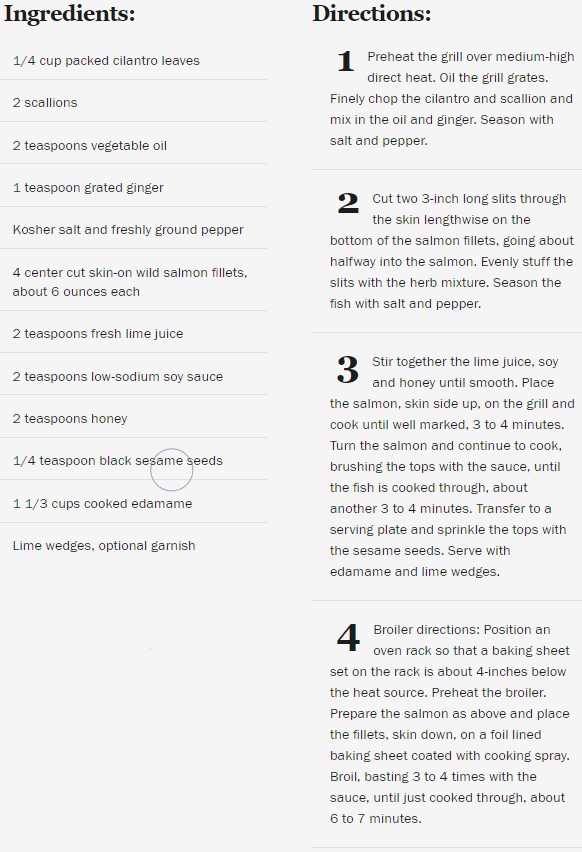 Ingredients:
1/4 cup packed cilantro leaves
2 scallions
2 teaspoons vegetable oil
1 teaspoon grated ginger
Kosher salt and freshly ground pepper
4 center cut skin-on wild salmon fillets,
about 6 ounces each
2 teaspoons fresh lime juice
2 teaspoons low-sodium soy sauce
2 teaspoons honey
1/4 teaspoon black sesame seeds
1 1/3 cups cooked edamame
Lime wedges, optional garnish
Directions:
1 Preheat the grill over medium-high
direct heat. Oil the grill grates.
Finely chop the cilantro and scallion and
mix in the oil and ginger. Season with
salt and pepper.
2 Cut two 3-inch long slits through
the skin lengthwise on the
bottom of the salmon fillets, going about
halfway into the salmon. Evenly stuff the
slits with the herb mixture. Season the
fish with salt and pepper.
3 Stir together the lime juice, soy
and honey until smooth. Place
the salmon, skin side up, on the grill and
cook until well marked, 3 to 4 minutes.
Turn the salmon and continue to cook,
brushing the tops with the sauce, until
the fish is cooked through, about
another 3 to 4 minutes. Transfer to a
serving plate and sprinkle the tops with
the sesame seeds. Serve with
edamame and lime wedges.
4 Broiler directions: Position an
oven rack so that a baking sheet
set on the rack is about 4-inches below
the heat source. Preheat the broiler.
Prepare the salmon as above and place
the fillets, skin down, on a foil lined
baking sheet coated with cooking spray.
Broil, basting 3 to 4 times with the
sauce, until just cooked through, about
6 to 7 minutes.